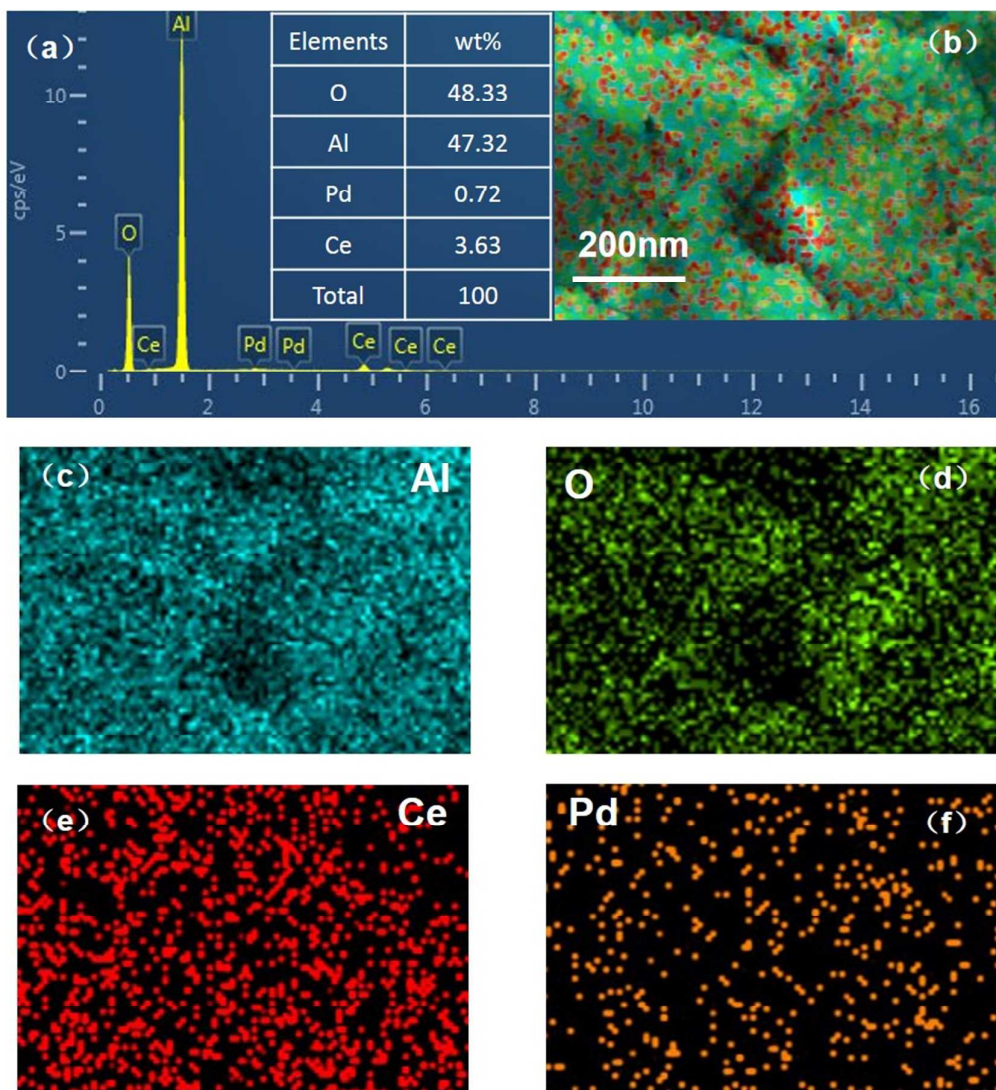 (a)
Al
Elements wt%
O 48.33
Al 47.32
Pd 0.72
Ce 3.63
Total 100
(b)
200nm
10
cps/eV
5
0
O
Ce
Pd
Pd
Ce
Ce
Ce
0 2 4 6 8 10 12 14 16
(c) Al
O (d)
(e) Ce
Pd (f)